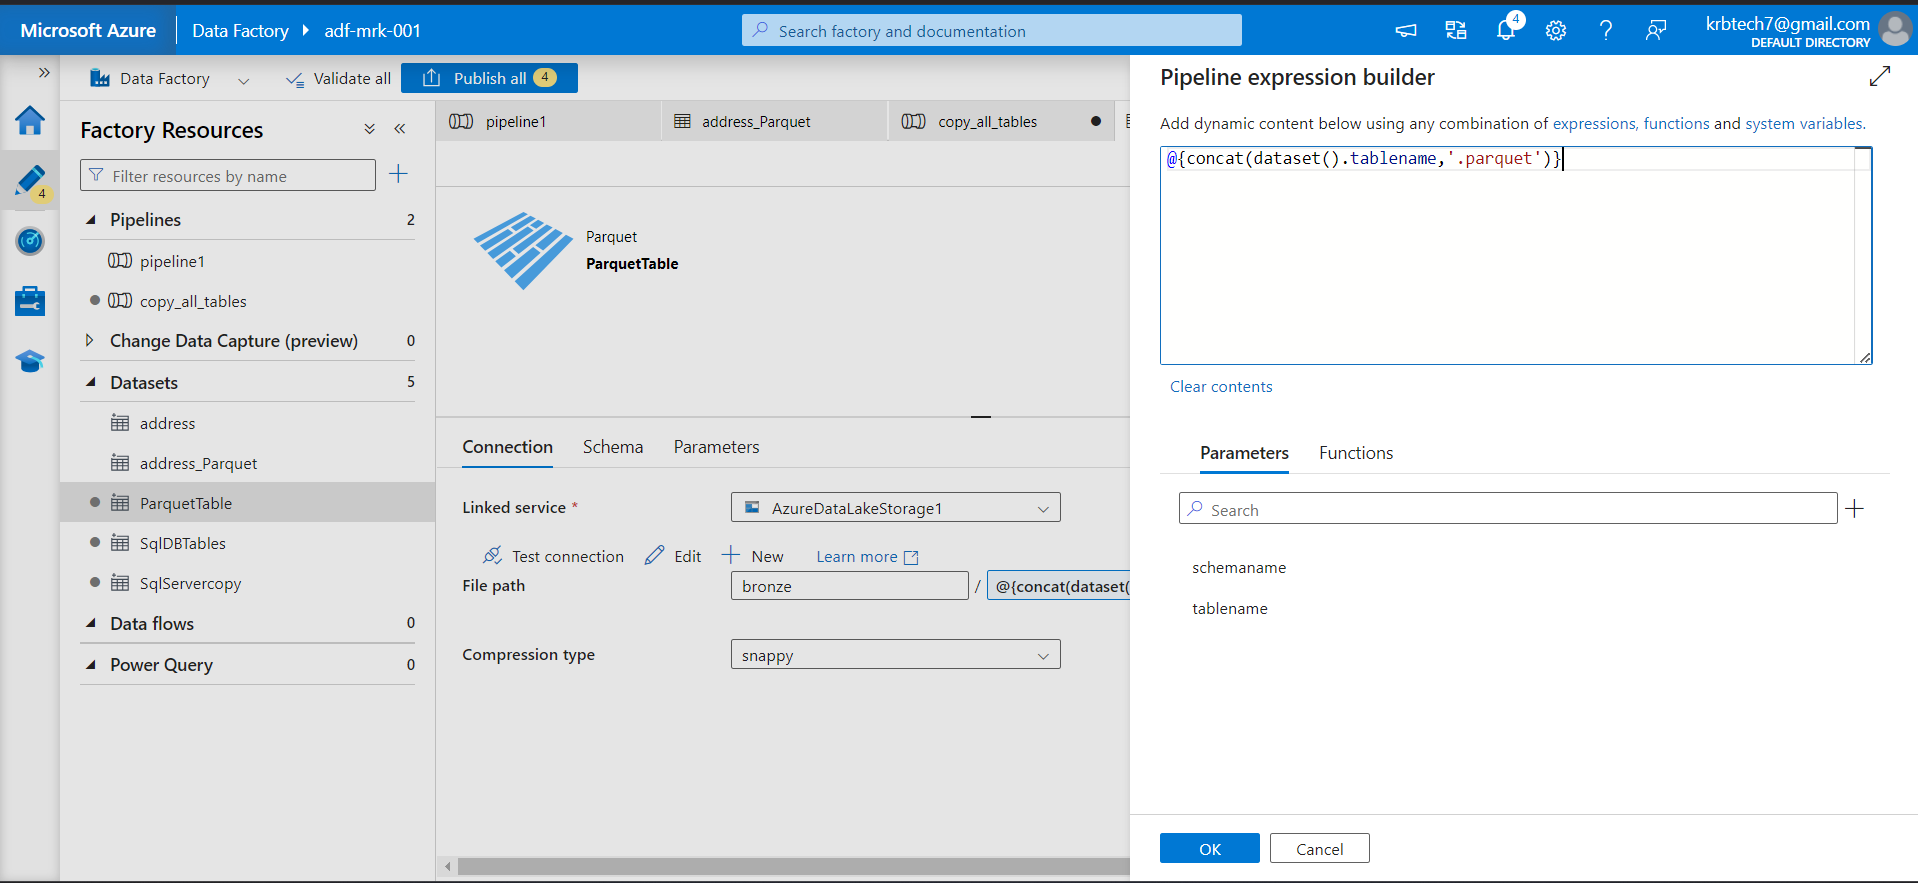 Microsoft Azure
Data Factory
adf-mrk-001
Search factory and documentation
4
krbtech7@gmail.com
DEFAULT DIRECTORY
Data Factory
Validate all
Publish all
4
4
Factory Resources
Filter resources by name
Pipelines
2
pipeline1
copy_all_tables
Change Data Capture (preview)
0
Datasets
5
address
address_Parquet
ParquetTable
SqlDBTables
SqlServercopy
Data flows
0
Power Query
0
pipeline1
address_Parquet
copy_all_tables
Parquet
ParquetTable
Connection
Schema
Parameters
Linked service *
AzureDataLakeStorage1
Test connection
Edit
New
Learn more
File path
bronze
/
@{concat(dataset(
Compression type
snappy
Pipeline expression builder
Add dynamic content below using any combination of expressions, functions and system variables.
@{concat(dataset().tablename,'.parquet')}
Clear contents
Parameters
Functions
Search
schemaname
tablename
OK
Cancel